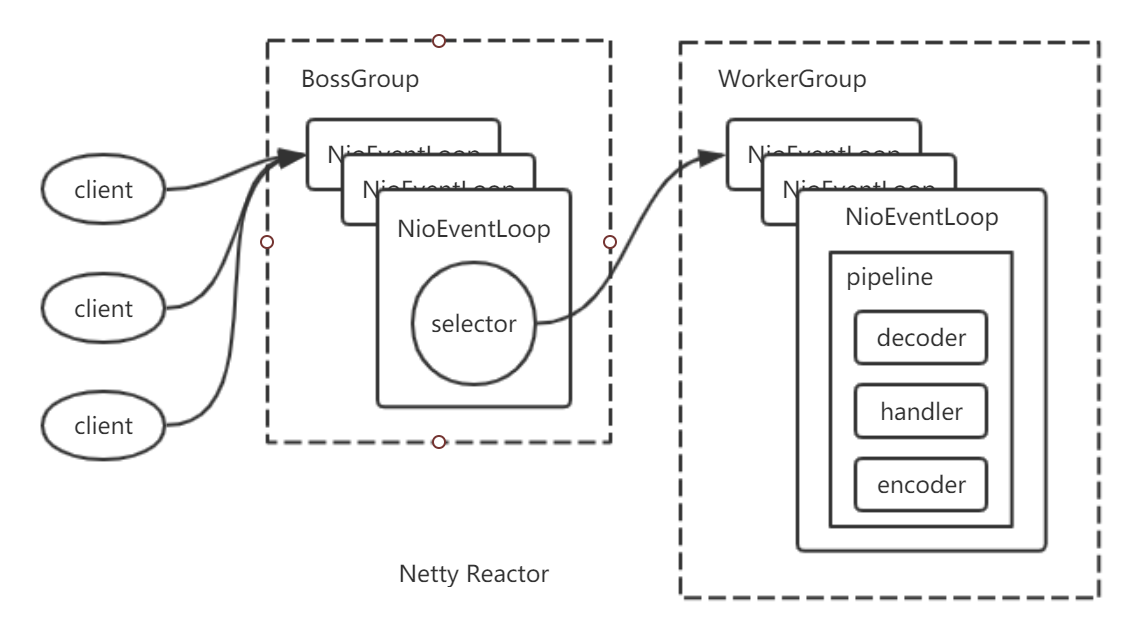 BossGroup
WorkerGroup
NioEventLoop
NioEventLoop
NioEventLoop
NioEventLoop
client
NioEventLoop
NioEventLoop
pipeline
client
selector
decoder
handler
client
encoder
Netty Reactor